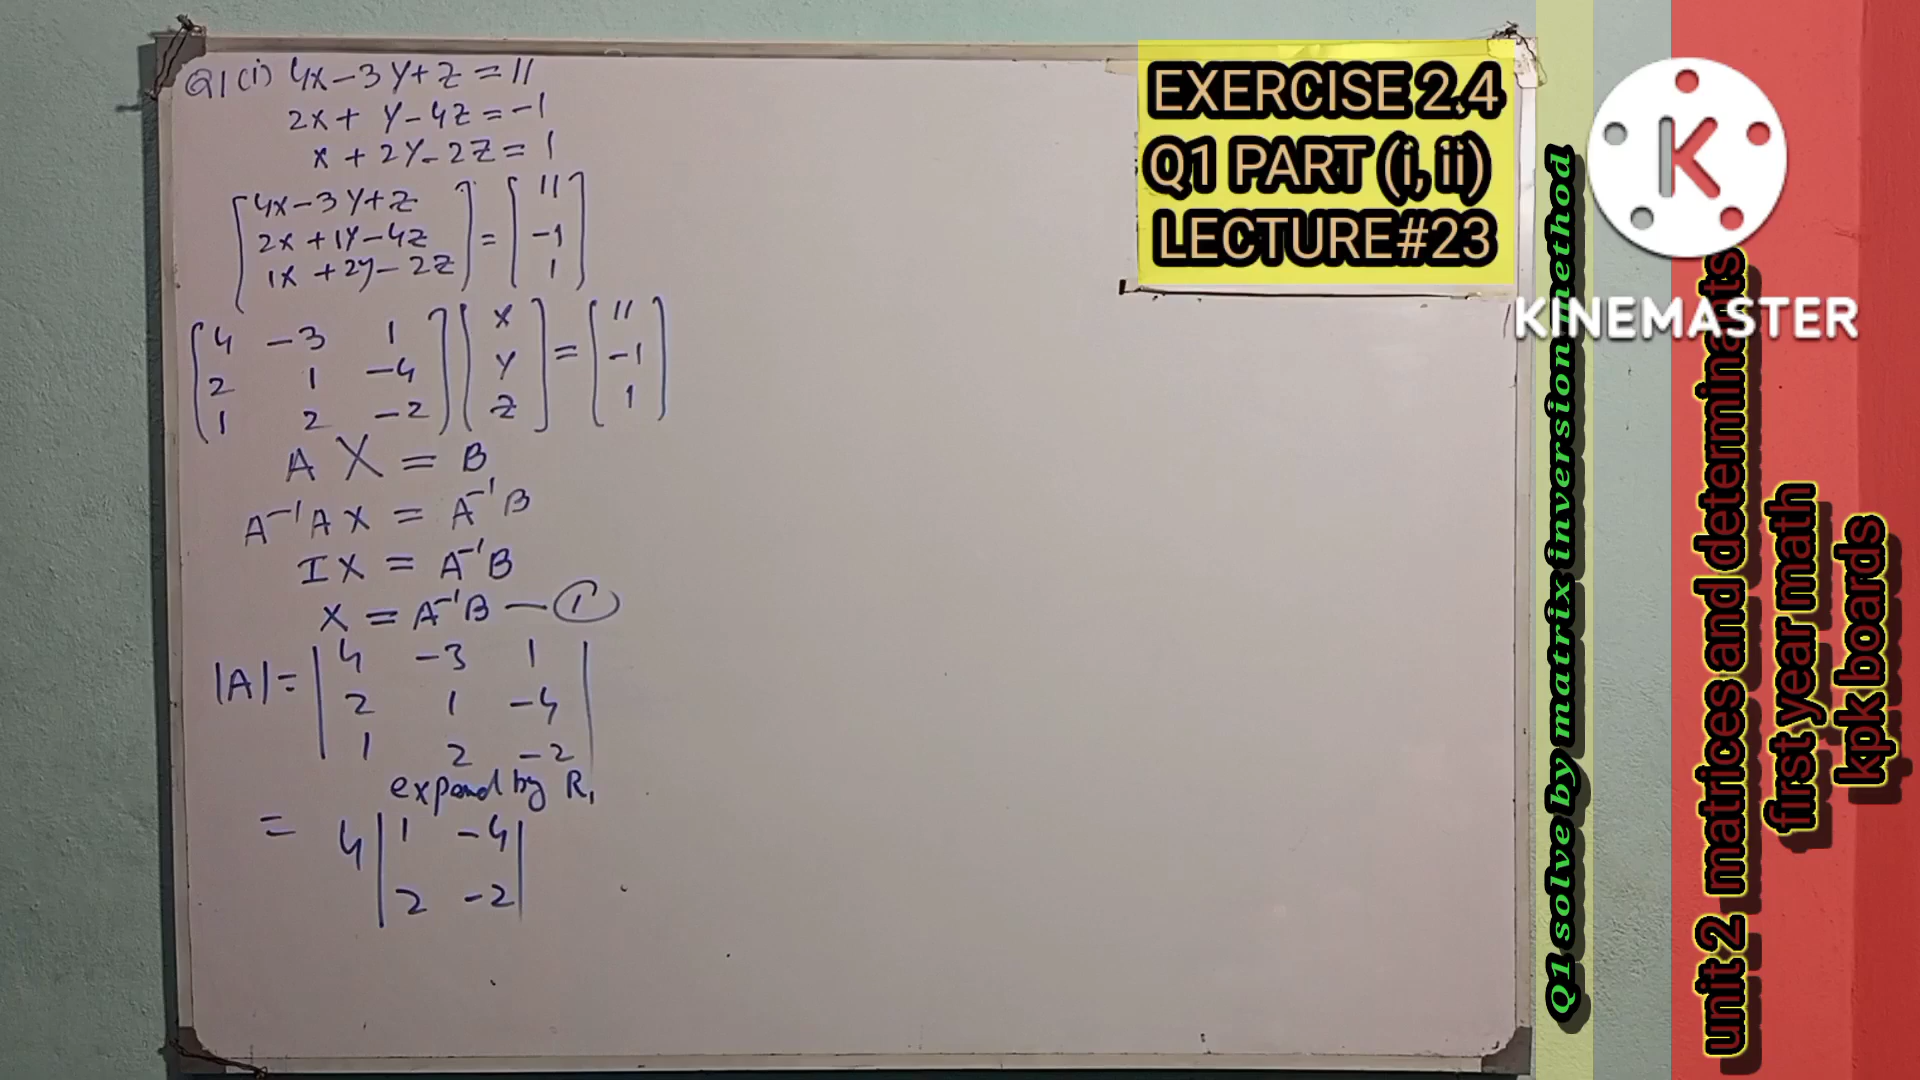 Q1(i) 4x-3y+z=11
2x+ y-4z=-1
x+2y-2z=1
[4x-3y+z] = [11]
[2x+1y-4z] [-1]
[1x+2y-2z] [1]
[4 -3 1] [x] = [11]
[2 1 -4] [y] [-1]
[1 2 -2] [z] [1]
A X = B
A⁻¹AX = A⁻¹B
IX = A⁻¹B
X = A⁻¹B — ①
|A| = |4 -3 1|
|2 1 -4|
|1 2 -2|
expand by R₁
= 4|1 -4|
|2 -2|
EXERCISE 2.4
Q1 PART (i, ii)
LECTURE#23
KINEMASTER
Q1 solve by matrix inversion method
unit 2 matrices and determinants
first year math
kpk boards